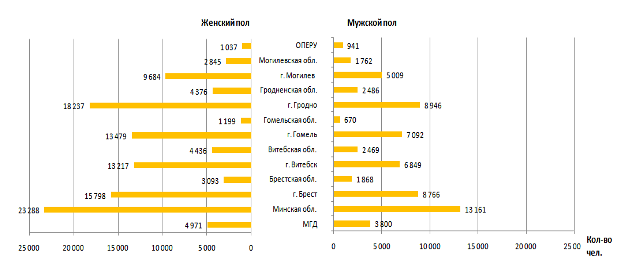 Женский пол Мужской пол
1 037 ОПЕРУ 941
2 845 Могилевская обл. 1 762
9 684 г. Могилев 5 009
4 376 Гродненская обл. 2 486
18 237 г. Гродно 8 946
1 199 Гомельская обл. 670
13 479 г. Гомель 7 092
4 436 Витебская обл. 2 469
13 217 г. Витебск 6 849
3 093 Брестская обл. 1 868
15 798 г. Брест 8 766
23 288 Минская обл. 13 161
4 971 МГД 3 800
25 000 20 000 15 000 10 000 5 000 0 0 5 000 10 000 15 000 20 000 25 00
Кол-во
чел.